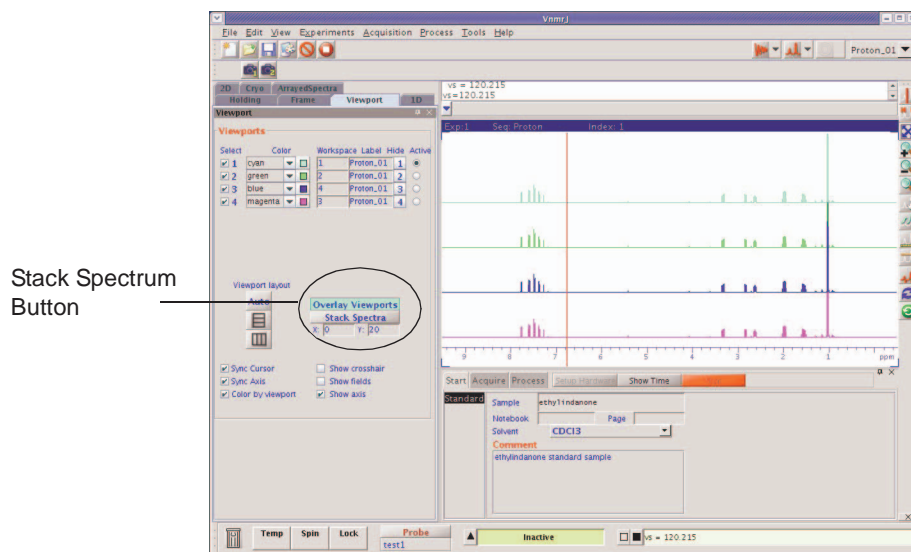 VnmrJ
File Edit View Experiments Acquisition Process Tools Help
Proton_01
2D Cryo ArrayedSpectra
Holding Frame Viewport 1D
Viewport
Viewports
Select Color Workspace Label Hide Active
1 cyan 1 Proton_01 1
2 green 2 Proton_01 2
3 blue 4 Proton_01 3
4 magenta 3 Proton_01 4
Viewport layout
Auto
Overlay Viewports
Stack Spectra
X: 0 Y: 20
Sync Cursor Show crosshair
Sync Axis Show fields
Color by viewport Show axis
Stack Spectrum
Button
vs = 120.215
vs=120.215
Exp:1 Seq: Proton Index: 1
9 8 7 6 5 4 3 2 1 ppm
Start Acquire Process Setup Hardware Show Time
Standard
Sample ethylindanone
Notebook Page
Solvent CDCl3
Comment
ethylindanone standard sample
Temp Spin Lock Probe
test1
Inactive
vs = 120.215